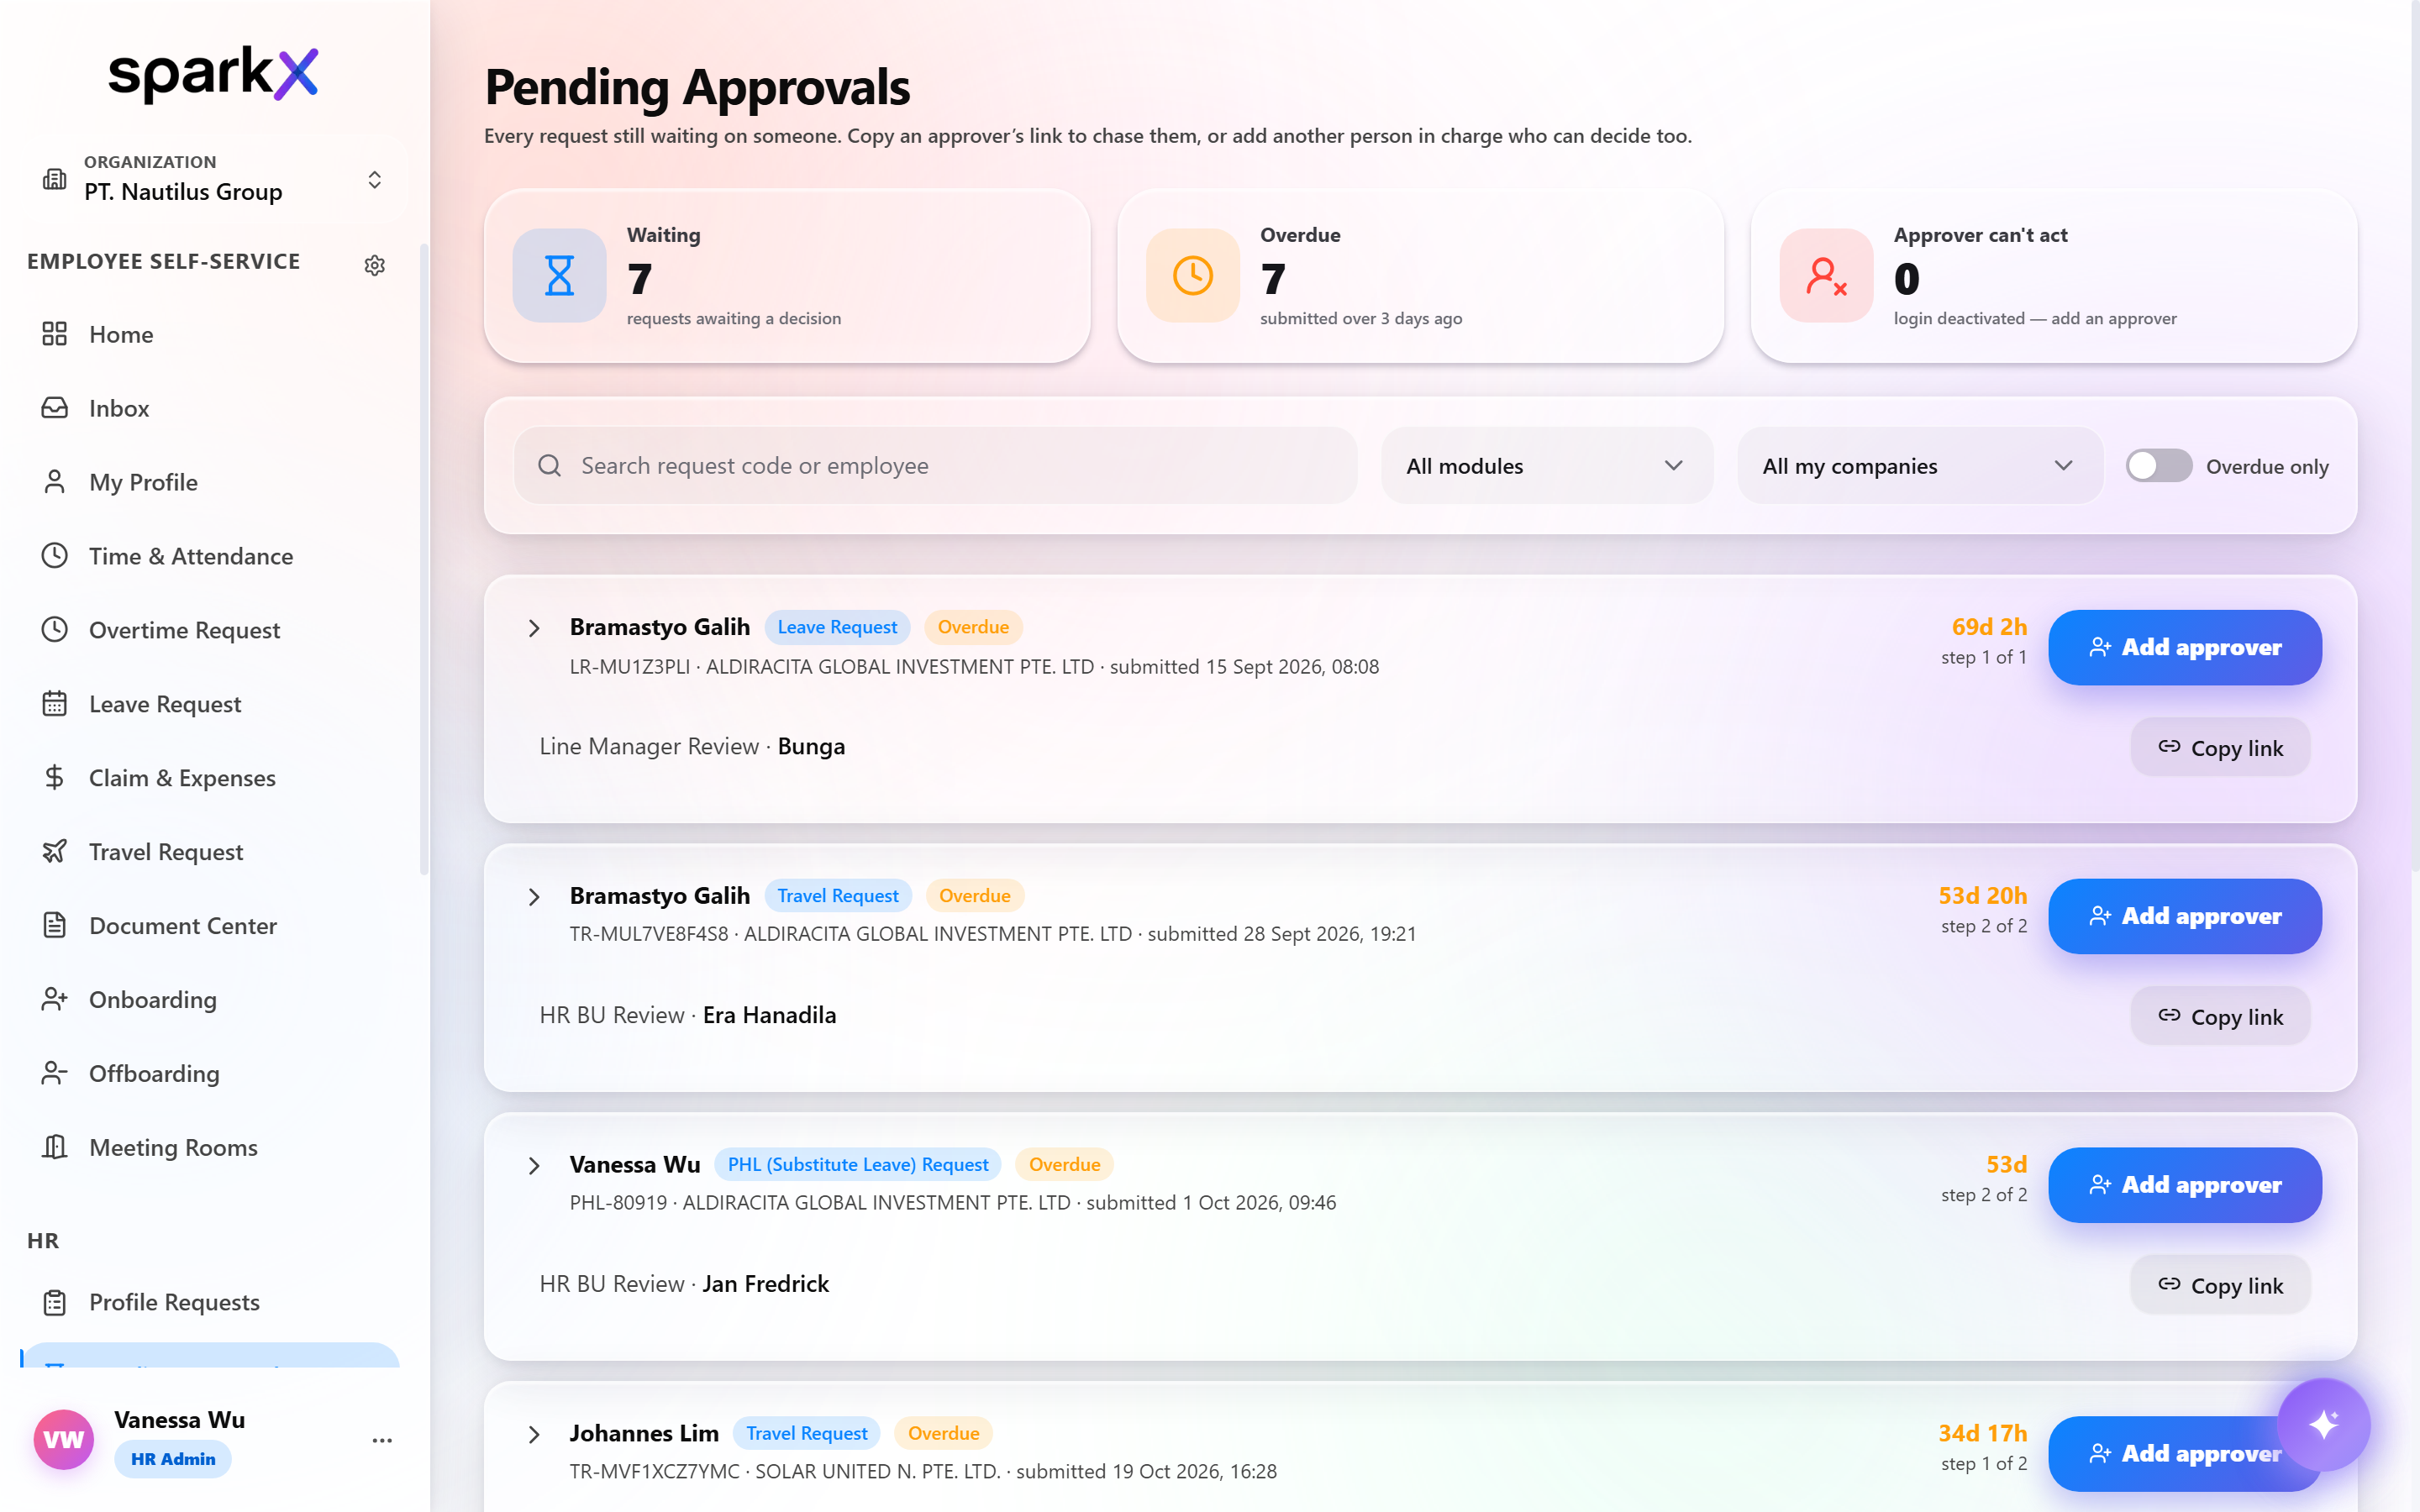 sparkX
ORGANIZATION
PT. Nautilus Group
EMPLOYEE SELF-SERVICE
Home
Inbox
My Profile
Time & Attendance
Overtime Request
Leave Request
Claim & Expenses
Travel Request
Document Center
Onboarding
Offboarding
Meeting Rooms
HR
Profile Requests
VW
Vanessa Wu
HR Admin
Pending Approvals
Every request still waiting on someone. Copy an approver’s link to chase them, or add another person in charge who can decide too.
Waiting
7
requests awaiting a decision
Overdue
7
submitted over 3 days ago
Approver can't act
0
login deactivated — add an approver
Search request code or employee
All modules
All my companies
Overdue only
Bramastyo Galih Leave Request Overdue
LR-MU1Z3PLI · ALDIRACITA GLOBAL INVESTMENT PTE. LTD · submitted 15 Sept 2026, 08:08
69d 2h
step 1 of 1
Add approver
Line Manager Review · Bunga
Copy link
Bramastyo Galih Travel Request Overdue
TR-MUL7VE8F4S8 · ALDIRACITA GLOBAL INVESTMENT PTE. LTD · submitted 28 Sept 2026, 19:21
53d 20h
step 2 of 2
Add approver
HR BU Review · Era Hanadila
Copy link
Vanessa Wu PHL (Substitute Leave) Request Overdue
PHL-80919 · ALDIRACITA GLOBAL INVESTMENT PTE. LTD · submitted 1 Oct 2026, 09:46
53d
step 2 of 2
Add approver
HR BU Review · Jan Fredrick
Copy link
Johannes Lim Travel Request Overdue
TR-MVF1XCZ7YMC · SOLAR UNITED N. PTE. LTD. · submitted 19 Oct 2026, 16:28
34d 17h
step 1 of 2
Add approver